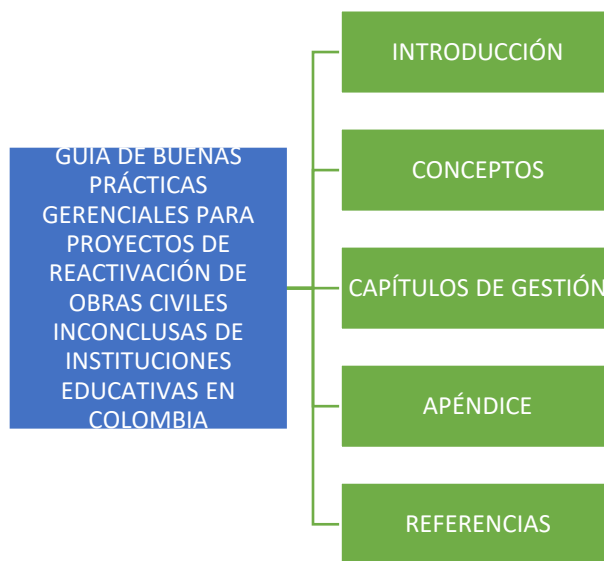 GUIA DE BUENAS
PRÁCTICAS
GERENCIALES PARA
PROYECTOS DE
REACTIVACIÓN DE
OBRAS CIVILES
INCONCLUSAS DE
INSTITUCIONES
EDUCATIVAS EN
COLOMBIA
INTRODUCCIÓN
CONCEPTOS
CAPÍTULOS DE GESTIÓN
APÉNDICE
REFERENCIAS